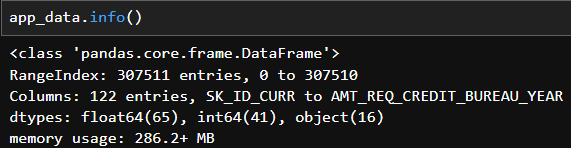 app_data.info()
<class 'pandas.core.frame.DataFrame'>
RangeIndex: 307511 entries, 0 to 307510
Columns: 122 entries, SK_ID_CURR to AMT_REQ_CREDIT_BUREAU_YEAR
dtypes: float64(65), int64(41), object(16)
memory usage: 286.2+ MB